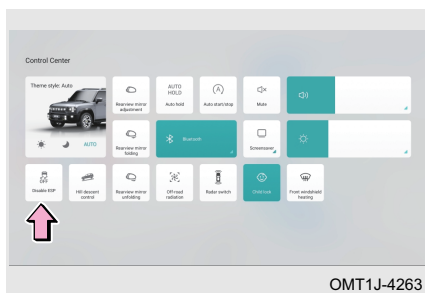 Control Center
Theme style: Auto
AUTO
Rearview mirror
adjustment
AUTO
HOLD
Auto hold
(A)
Auto start/stop
Mute
Rearview mirror
folding
Bluetooth
Screensaver
OFF
Disable ESP
Hill descent
control
Rearview mirror
unfolding
Off-road
radiation
Radar switch
Child lock
Front windshield
heating
OMT1J-4263